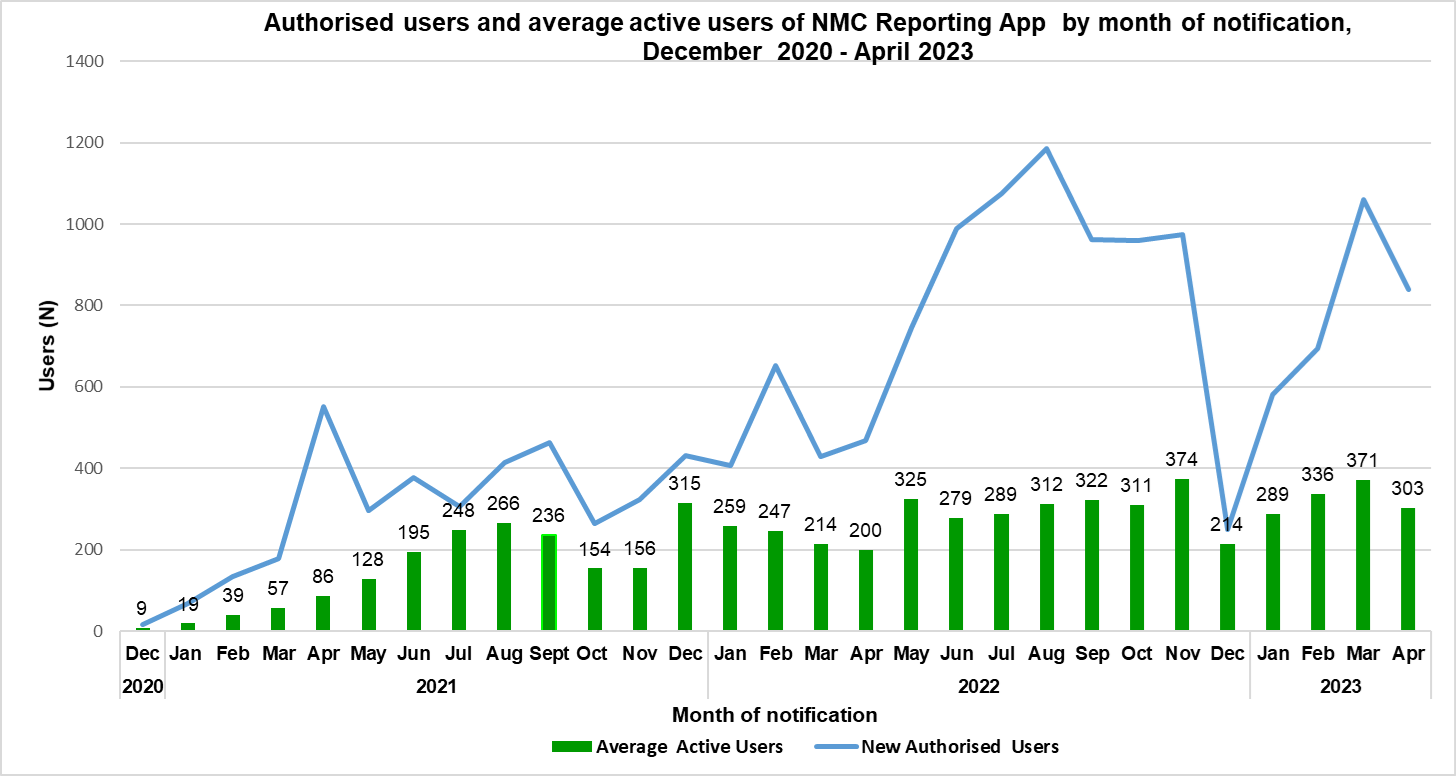 Authorised users and average active users of NMC Reporting App by month of notification,
December 2020 - April 2023
1400
1200
1000
800
600
400
200
0
Users (N)
9 19 39 57 86 128 195 248 266 236 154 156 315 259 247 214 200 325 279 289 312 322 311 374 214 289 336 371 303
Dec Jan Feb Mar Apr May Jun Jul Aug Sept Oct Nov Dec Jan Feb Mar Apr May Jun Jul Aug Sep Oct Nov Dec Jan Feb Mar Apr
2020 2021 2022 2023
Month of notification
Average Active Users New Authorised Users